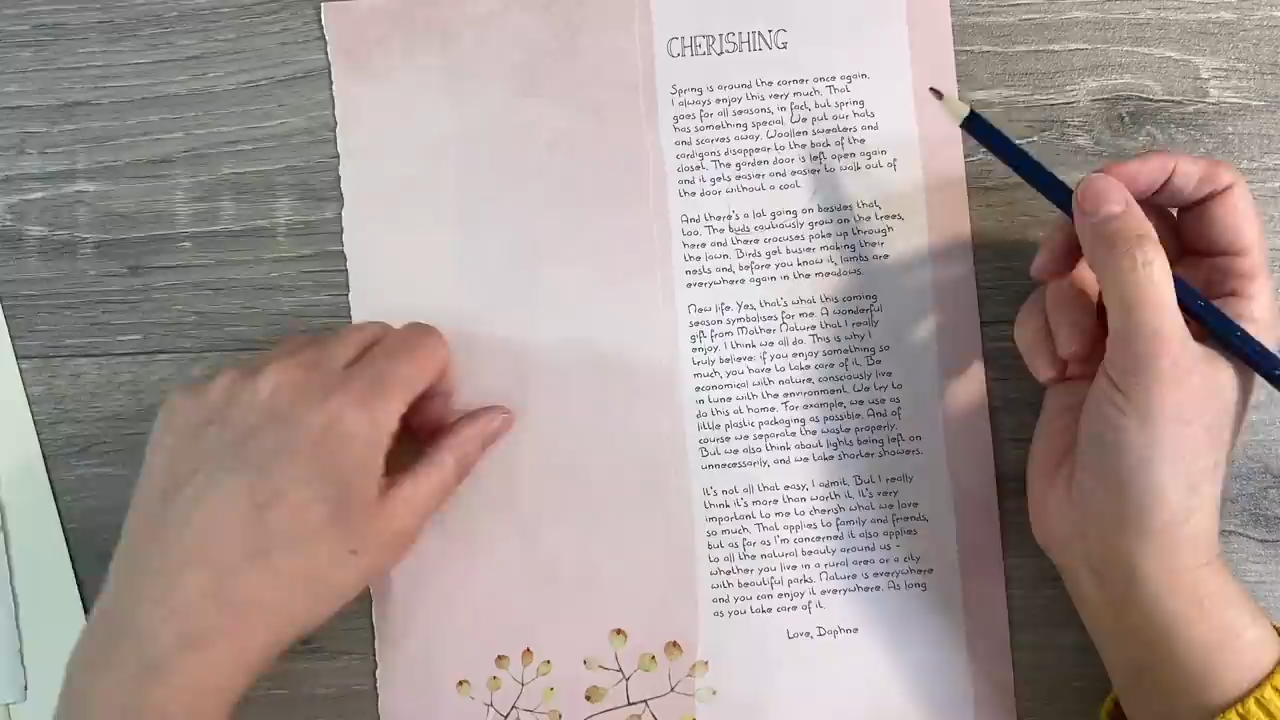 CHERISHING
Spring is around the corner once again.
I always enjoy this very much. That
goes for all seasons, in fact, but spring
has something special. We put our hats
and scarves away. Woollen sweaters and
cardigans disappear to the back of the
closet. The garden door is left open again
and it gets easier and easier to walk out of
the door without a coat.
And there's a lot going on besides that,
too. The buds cautiously grow on the trees,
here and there crocuses poke up through
the lawn. Birds get busier making their
nests and, before you know it, lambs are
everywhere again in the meadows.
New life. Yes, that's what this coming
season symbolises for me. A wonderful
gift from Mother Nature that I really
enjoy. I think we all do. This is why I
truly believe: if you enjoy something so
much, you have to take care of it. Be
economical with nature, consciously live
in tune with the environment. We try to
do this at home. For example, we use as
little plastic packaging as possible. And of
course we separate the waste properly.
But we also think about lights being left on
unnecessarily, and we take shorter showers.
It's not all that easy, I admit. But I really
think it's more than worth it. It's very
important to me to cherish what we love
so much. That applies to family and friends,
but as far as I'm concerned it also applies
to all the natural beauty around us -
whether you live in a rural area or a city
with beautiful parks. Nature is everywhere
and you can enjoy it everywhere. As long
as you take care of it.
Love, Daphne